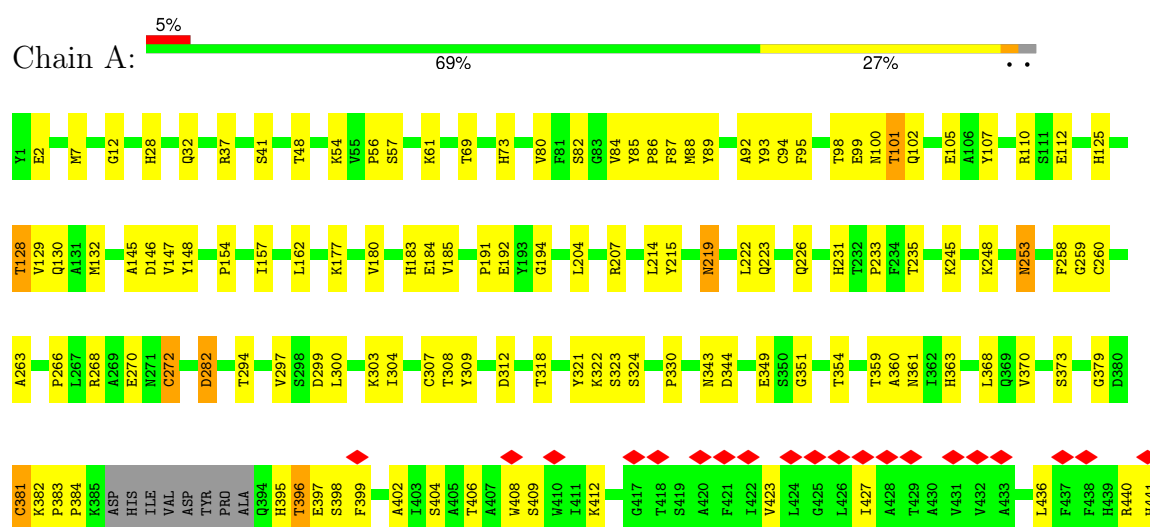 5%
Chain A:
69% 27% • •
Y1 E2 M7 G12 H28 Q32 R37 S41 T48 K54 V55 P56 S57 K61 T69 H73 V80 F81 S82 G83 V84 Y85 P86 F87 M88 Y89 A92 Y93 C94 F95 T98 E99 N100 T101 Q102 E105 A106 Y107 R110 S111 E112 H125
T128 V129 Q130 A131 M132 A145 D146 V147 Y148 P154 I157 L162 K177 V180 H183 E184 V185 P191 E192 Y193 G194 L204 R207 L214 Y215 N219 L222 Q223 Q226 H231 T232 P233 F234 T235 K245 K248 N253 F258 G259 C260
A263 P266 L267 R268 A269 E270 N271 C272 D282 T294 V297 S298 D299 L300 K303 I304 C307 T308 Y309 D312 T318 Y321 K322 S323 S324 P330 N343 D344 E349 S350 G351 T354 T359 A360 N361 I362 H363 L368 Q369 V370 S373 G379 D380
C381 K382 P383 P384 K385 ASP HIS ILE VAL ASP TYR PRO ALA Q394 H395 T396 E397 S398 F399 A402 I403 S404 A405 T406 A407 W408 S409 W410 I411 K412 G417 T418 S419 A420 F421 I422 V423 L424 G425 L426 I427 A428 T429 A430 V431 V432 A433 L436 F437 F438 H439 R440